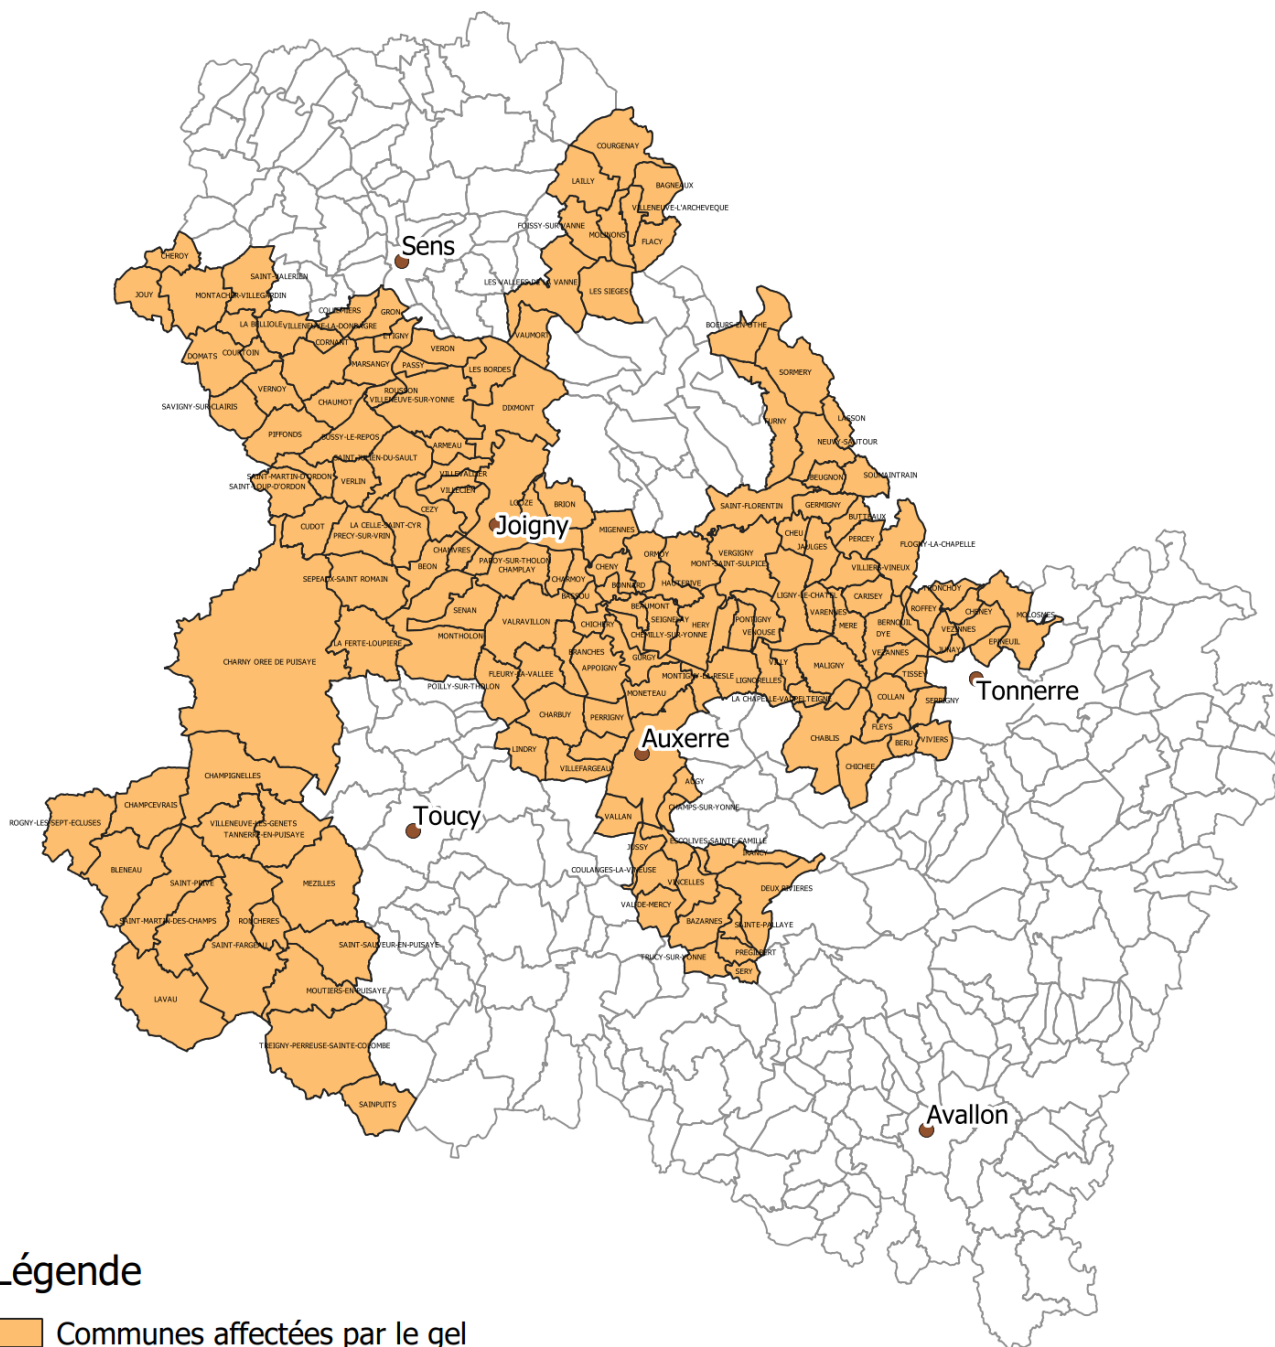 COURGENAY
LAILLY
BAGNEAUX
VILLENEUVE-L'ARCHEVEQUE
FOISSY-SUR-VANNE
MOLINONS
FLACY
Sens
CHEROY
SAINT-VALERIEN
LES VALLEES DE LA VANNE
LES SIEGES
JOUY
MONTACHER-VILLEGARDIN
COURTOIN
GRON
LA BELLIOLE
VILLENEUVE-LA-DONDAGRE
BOEURS-EN-OTHE
ETIGNY
VAUMORT
CORNANT
VERON
DOMATS
MARSANGY
PASSY
LES BORDES
SORMERY
VERNOY
ROUSSON
CHAUMOT
VILLENEUVE-SUR-YONNE
SAVIGNY-SUR-CLAIRIS
DIXMONT
LASSON
TURNY
PIFFONDS
BUSSY-LE-REPOS
NEUVY-SAUTOUR
ARMEAU
SAINT-JULIEN-DU-SAULT
SAINT-MARTIN-D'ORDON
VILLEVALLIER
SOUMAINTRAIN
BEUGNON
VERLIN
SAINT-LOUP-D'ORDON
VILLECIEN
LOOZE
BRION
SAINT-FLORENTIN
GERMIGNY
CEZY
BUTTEAUX
Joigny
CUDOT
LA CELLE-SAINT-CYR
MIGENNES
PRECY-SUR-VRIN
CHEU
PERCEY
FLOGNY-LA-CHAPELLE
JAULGES
CHAMVRES
ORMOY
VERGIGNY
PAROY-SUR-THOLON
MONT-SAINT-SULPICE
BEON
CHENY
CHAMPLAY
VILLIERS-VINEUX
SEPEAUX-SAINT ROMAIN
CHARMOY
BONNARD
HAUTERIVE
TRONCHOY
BASSOU
LIGNY-LE-CHATEL
CARISEY
SENAN
BEAUMONT
ROFFEY
CHENEY
VARENNES
MOLOSMES
VALRAVILLON
CHICHERY
SEIGNELAY
HERY
PONTIGNY
MERE
BERNOUIL
VEZINNES
MONTHOLON
CHEMILLY-SUR-YONNE
VENOUSE
DYE
LA FERTE-LOUPIERE
EPINEUIL
JUNAY
BRANCHES
VEZANNES
GURGY
CHARNY OREE DE PUISAYE
VILLY
MALIGNY
APPOIGNY
FLEURY-LA-VALLEE
MONTIGNY-LA-RESLE
LIGNORELLES
TISSEY
POILLY-SUR-THOLON
MONETEAU
Tonnerre
COLLAN
LA CHAPELLE-VAUPELTEIGNE
SERRIGNY
CHARBUY
PERRIGNY
FLEYS
Auxerre
CHABLIS
VIVIERS
BERU
LINDRY
VILLEFARGEAU
CHICHEE
CHAMPIGNELLES
AUGY
CHAMPCEVRAIS
CHAMPS-SUR-YONNE
Toucy
VALLAN
ROGNY-LES-SEPT-ECLUSES
VILLENEUVE-LES-GENETS
TANNERRE-EN-PUISAYE
ESCOLIVES-SAINTE-CAMILLE
JUSSY
IRANCY
BLENEAU
COULANGES-LA-VINEUSE
SAINT-PRIVE
MEZILLES
VINCELLES
DEUX RIVIERES
VAL-DE-MERCY
SAINT-MARTIN-DES-CHAMPS
RONCHERES
BAZARNES
SAINTE-PALLAYE
SAINT-FARGEAU
SAINT-SAUVEUR-EN-PUISAYE
PREGILBERT
TRUCY-SUR-YONNE
SERY
MOUTIERS-EN-PUISAYE
LAVAU
TREIGNY-PERREUSE-SAINTE-COLOMBE
SAINPUITS
Avallon
Légende
Communes affectées par le gel